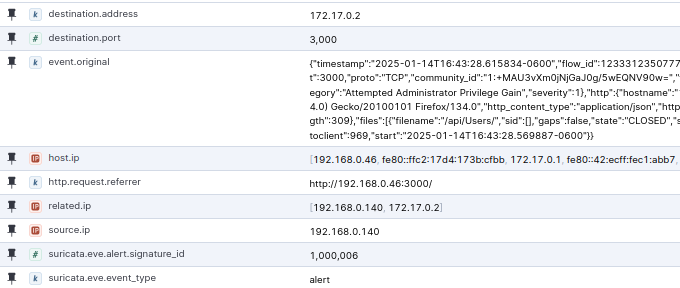 destination.address 172.17.0.2
destination.port 3,000
event.original {"timestamp":"2025-01-14T16:43:28.615834-0600","flow_id":1233312350777
t":3000,"proto":"TCP","community_id":"1:+MAU3vXm0jNjGaJ0g/5wEQNV90w=","
egory":"Attempted Administrator Privilege Gain","severity":1},"http":{"hostname":"
4.0) Gecko/20100101 Firefox/134.0","http_content_type":"application/json","http
gth":309},"files":[{"filename":"/api/Users/","sid":[],"gaps":false,"state":"CLOSED","s
toclient":969,"start":"2025-01-14T16:43:28.569887-0600"}}
host.ip [192.168.0.46, fe80::ffc2:17d4:173b:cfbb, 172.17.0.1, fe80::42:ecff:fec1:abb7,
http.request.referrer http://192.168.0.46:3000/
related.ip [192.168.0.140, 172.17.0.2]
source.ip 192.168.0.140
suricata.eve.alert.signature_id 1,000,006
suricata.eve.event_type alert